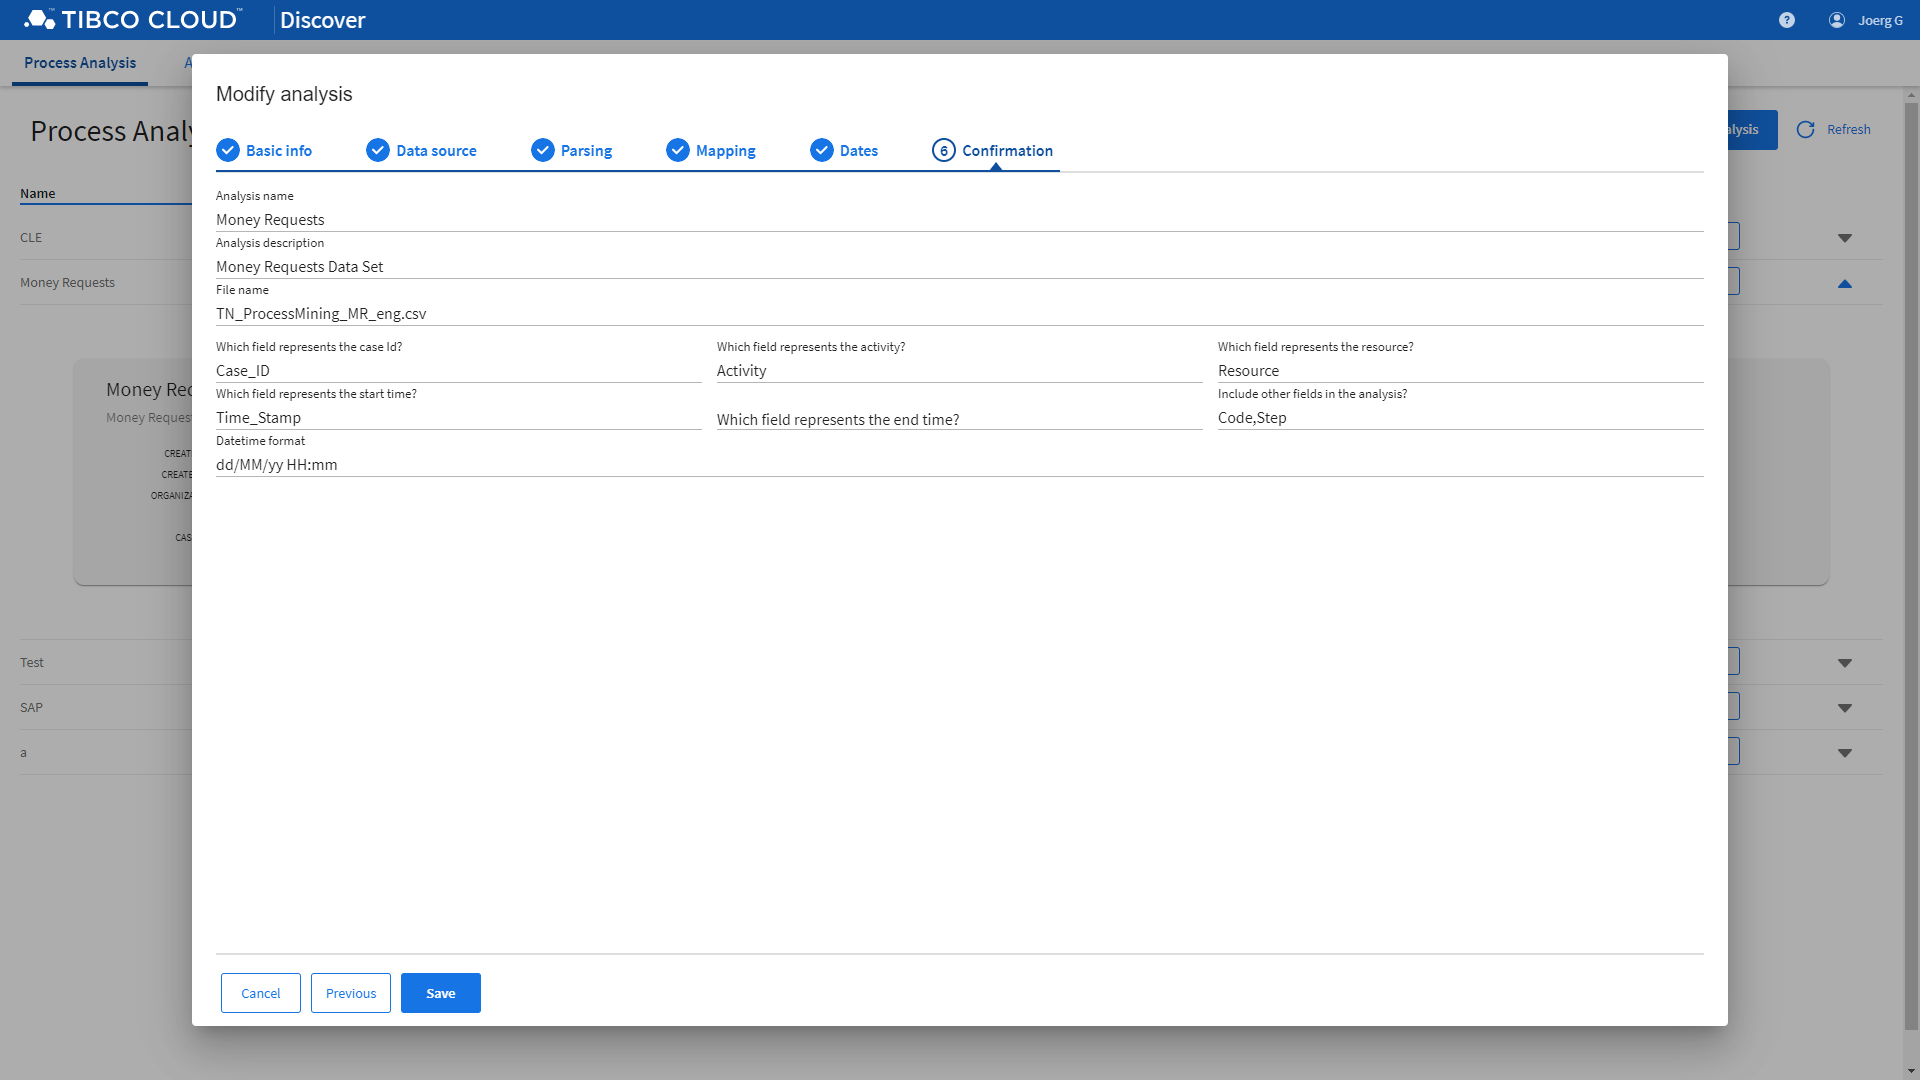 TIBCO CLOUD™ Discover
? Joerg G
Process Analysis A
Modify analysis
Process Analy
alysis Refresh
Basic info Data source Parsing Mapping Dates 6 Confirmation
Name
Analysis name
Money Requests
CLE
Analysis description
Money Requests Data Set
Money Requests
File name
TN_ProcessMining_MR_eng.csv
Which field represents the case Id? Which field represents the activity? Which field represents the resource?
Case_ID Activity Resource
Money Req
Which field represents the start time? Include other fields in the analysis?
Time_Stamp Which field represents the end time? Code,Step
Money Request
Datetime format
CREAT
dd/MM/yy HH:mm
CREATE
ORGANIZA
CAS
Test
SAP
a
Cancel Previous Save